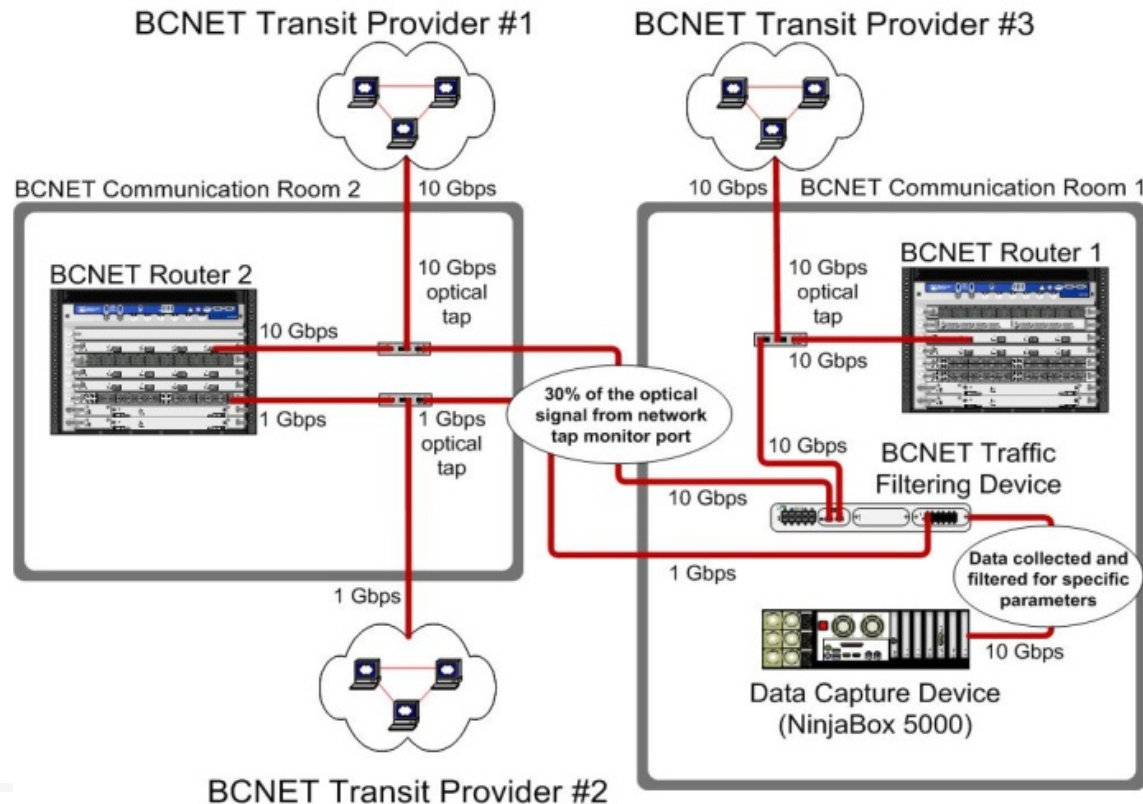 BCNET Transit Provider #1
BCNET Transit Provider #3
10 Gbps
10 Gbps
BCNET Communication Room 2
BCNET Communication Room 1
BCNET Router 2
10 Gbps
optical
tap
10 Gbps
1 Gbps
1 Gbps
optical
tap
BCNET Router 1
10 Gbps
optical
tap
10 Gbps
30% of the optical
signal from network
tap monitor port
10 Gbps
10 Gbps
1 Gbps
BCNET Traffic
Filtering Device
Data collected and
filtered for specific
parameters
10 Gbps
Data Capture Device
(NinjaBox 5000)
1 Gbps
BCNET Transit Provider #2